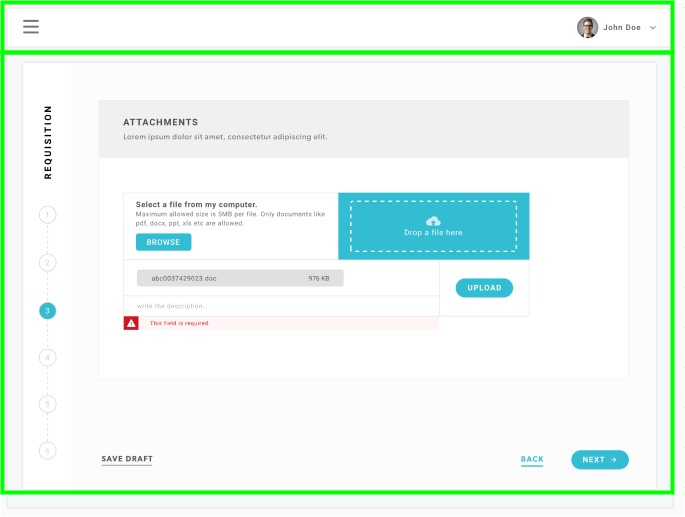 John Doe
REQUISITION
1
2
3
4
5
6
ATTACHMENTS
Lorem ipsum dolor sit amet, consectetur adipiscing elit.
Select a file from my computer.
Maximum allowed size is 5MB per file. Only documents like
pdf, docx, ppt, xls etc are allowed.
BROWSE
Drop a file here
abc0037429023.doc 976 KB
UPLOAD
write the description...
This field is required.
SAVE DRAFT
BACK
NEXT →